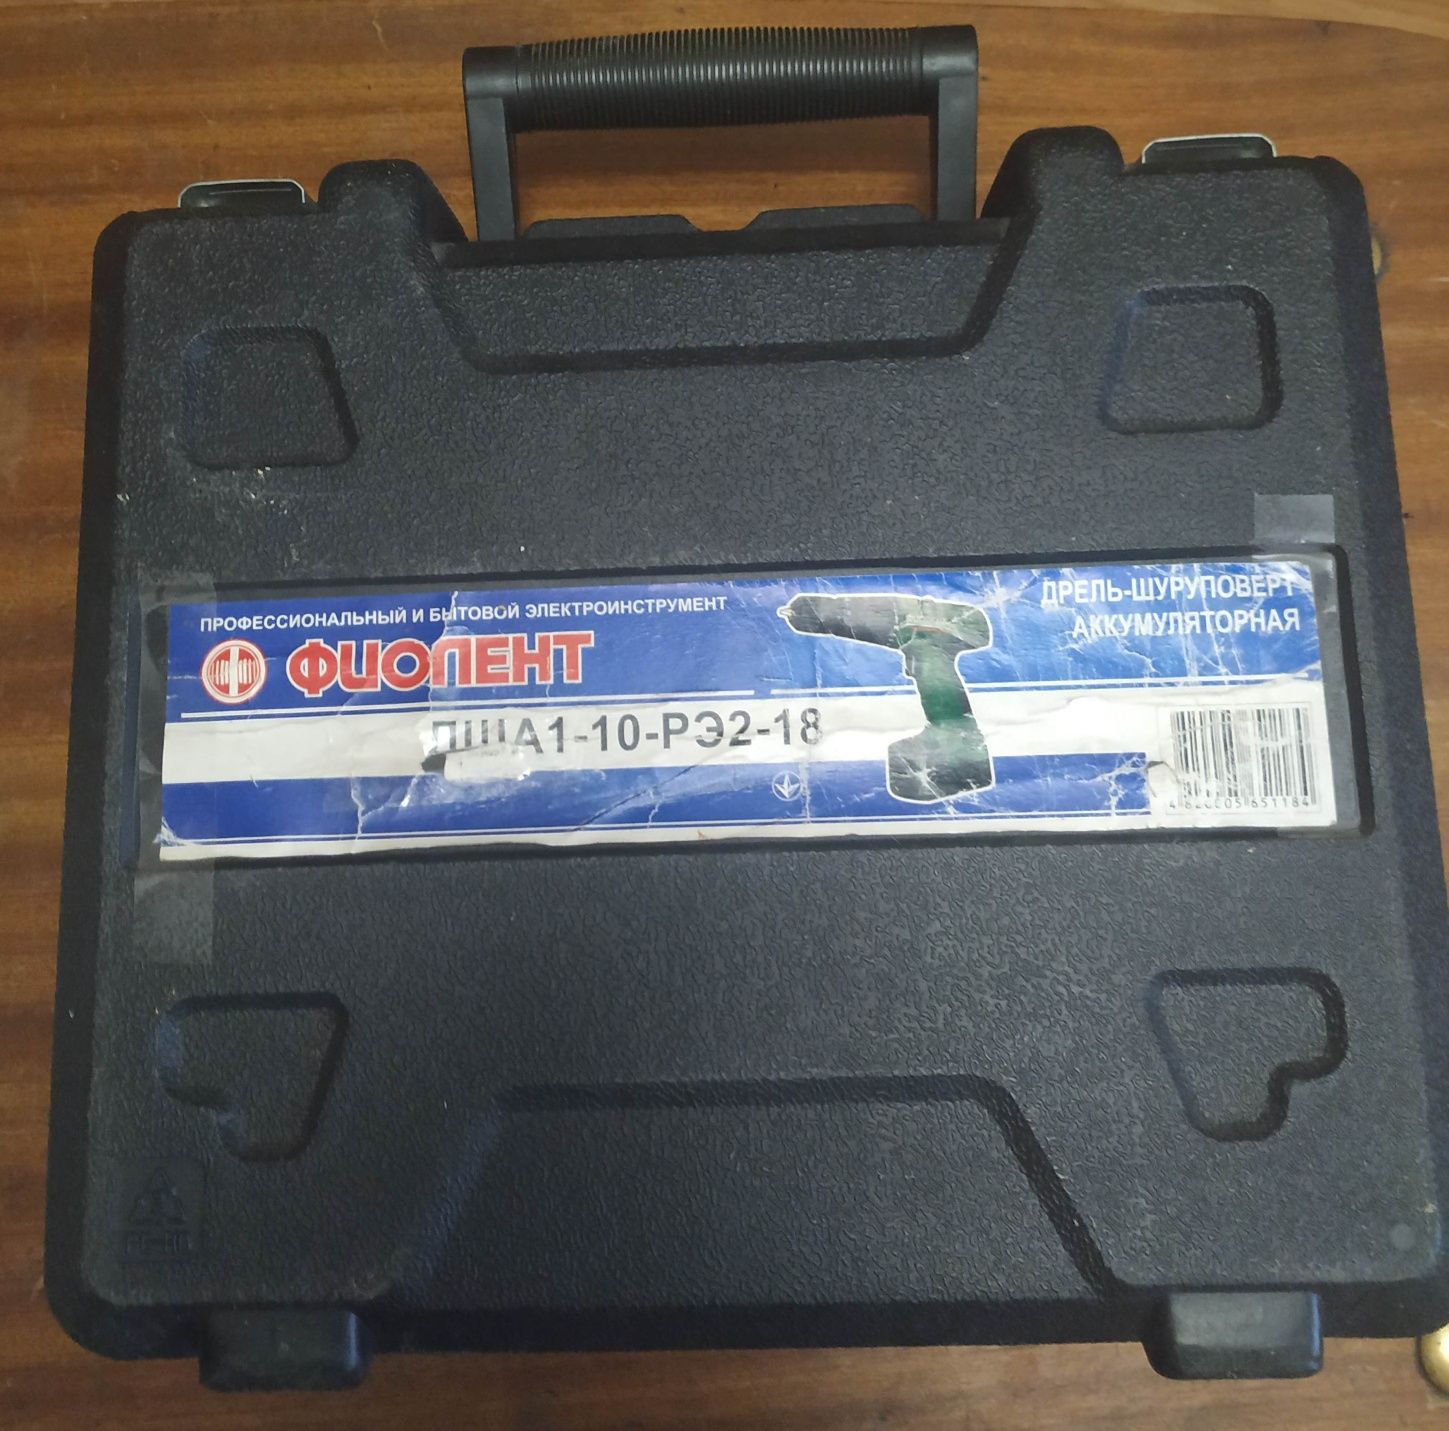 ПРОФЕССИОНАЛЬНЫЙ И БЫТОВОЙ ЭЛЕКТРОИНСТРУМЕНТ
ФИОЛЕНТ
ДРЕЛЬ-ШУРУПОВЕРТ
АККУМУЛЯТОРНАЯ
ДША1-10-РЭ2-18